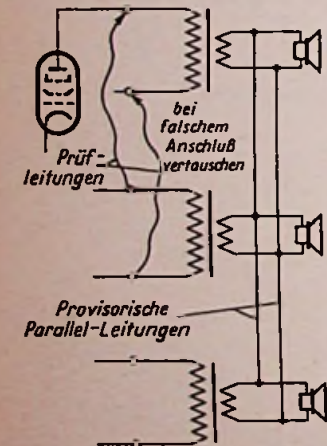 bei
falschem
Anschluß
vertauschen
Prüf-
leitungen
Provisorische
Parallel-Leitungen